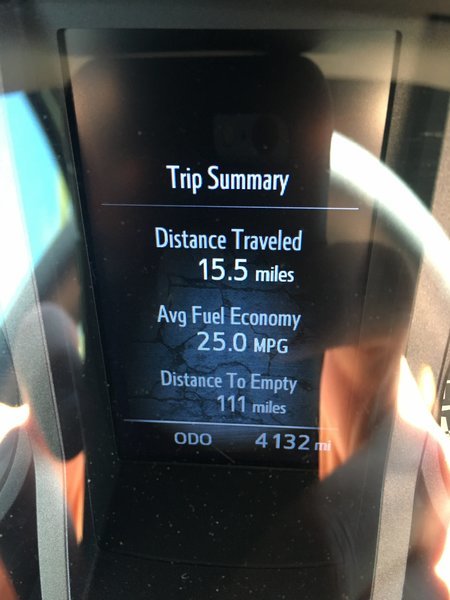 Trip Summary
Distance Traveled
15.5 miles
Avg Fuel Economy
25.0 MPG
Distance To Empty
111 miles
ODO 4132 mi